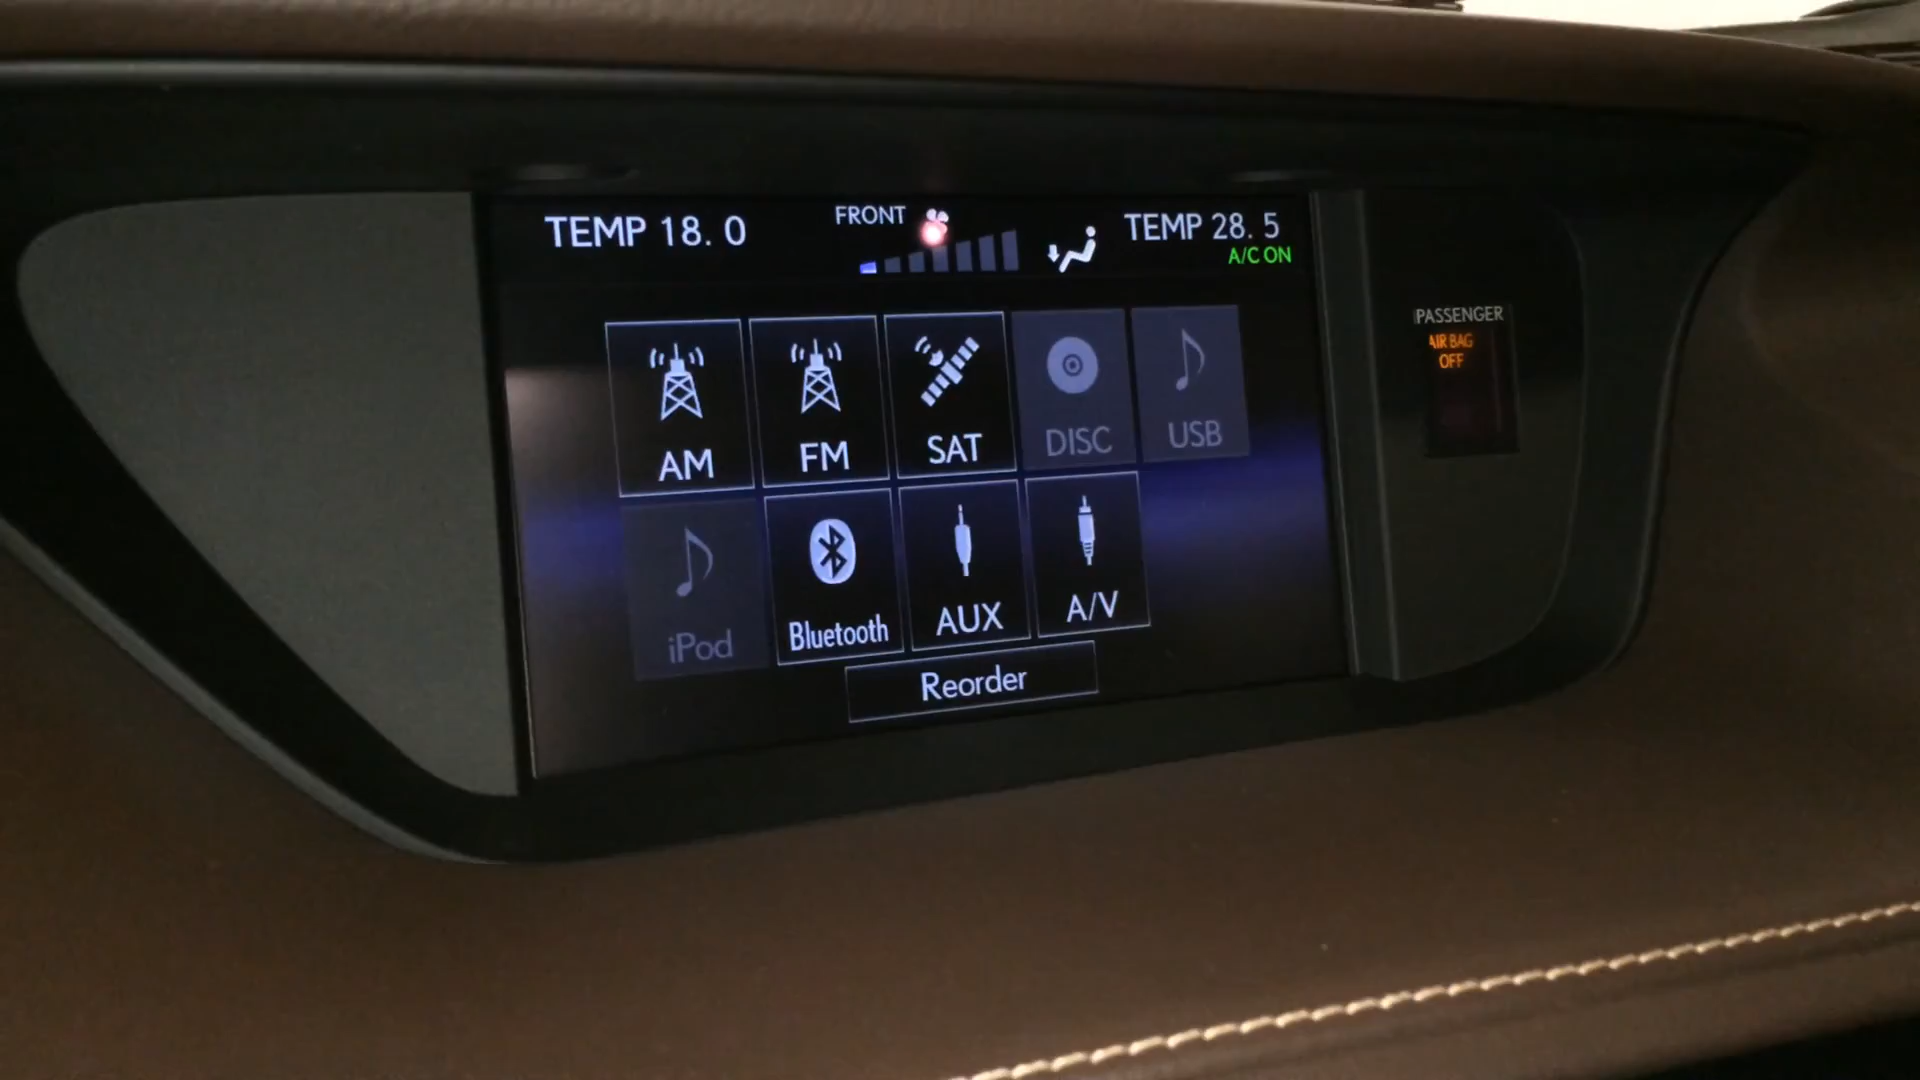 TEMP 18. 0
FRONT
TEMP 28. 5
A/C ON
PASSENGER
AIR BAG
OFF
AM
FM
SAT
DISC
USB
iPod
Bluetooth
AUX
A/V
Reorder